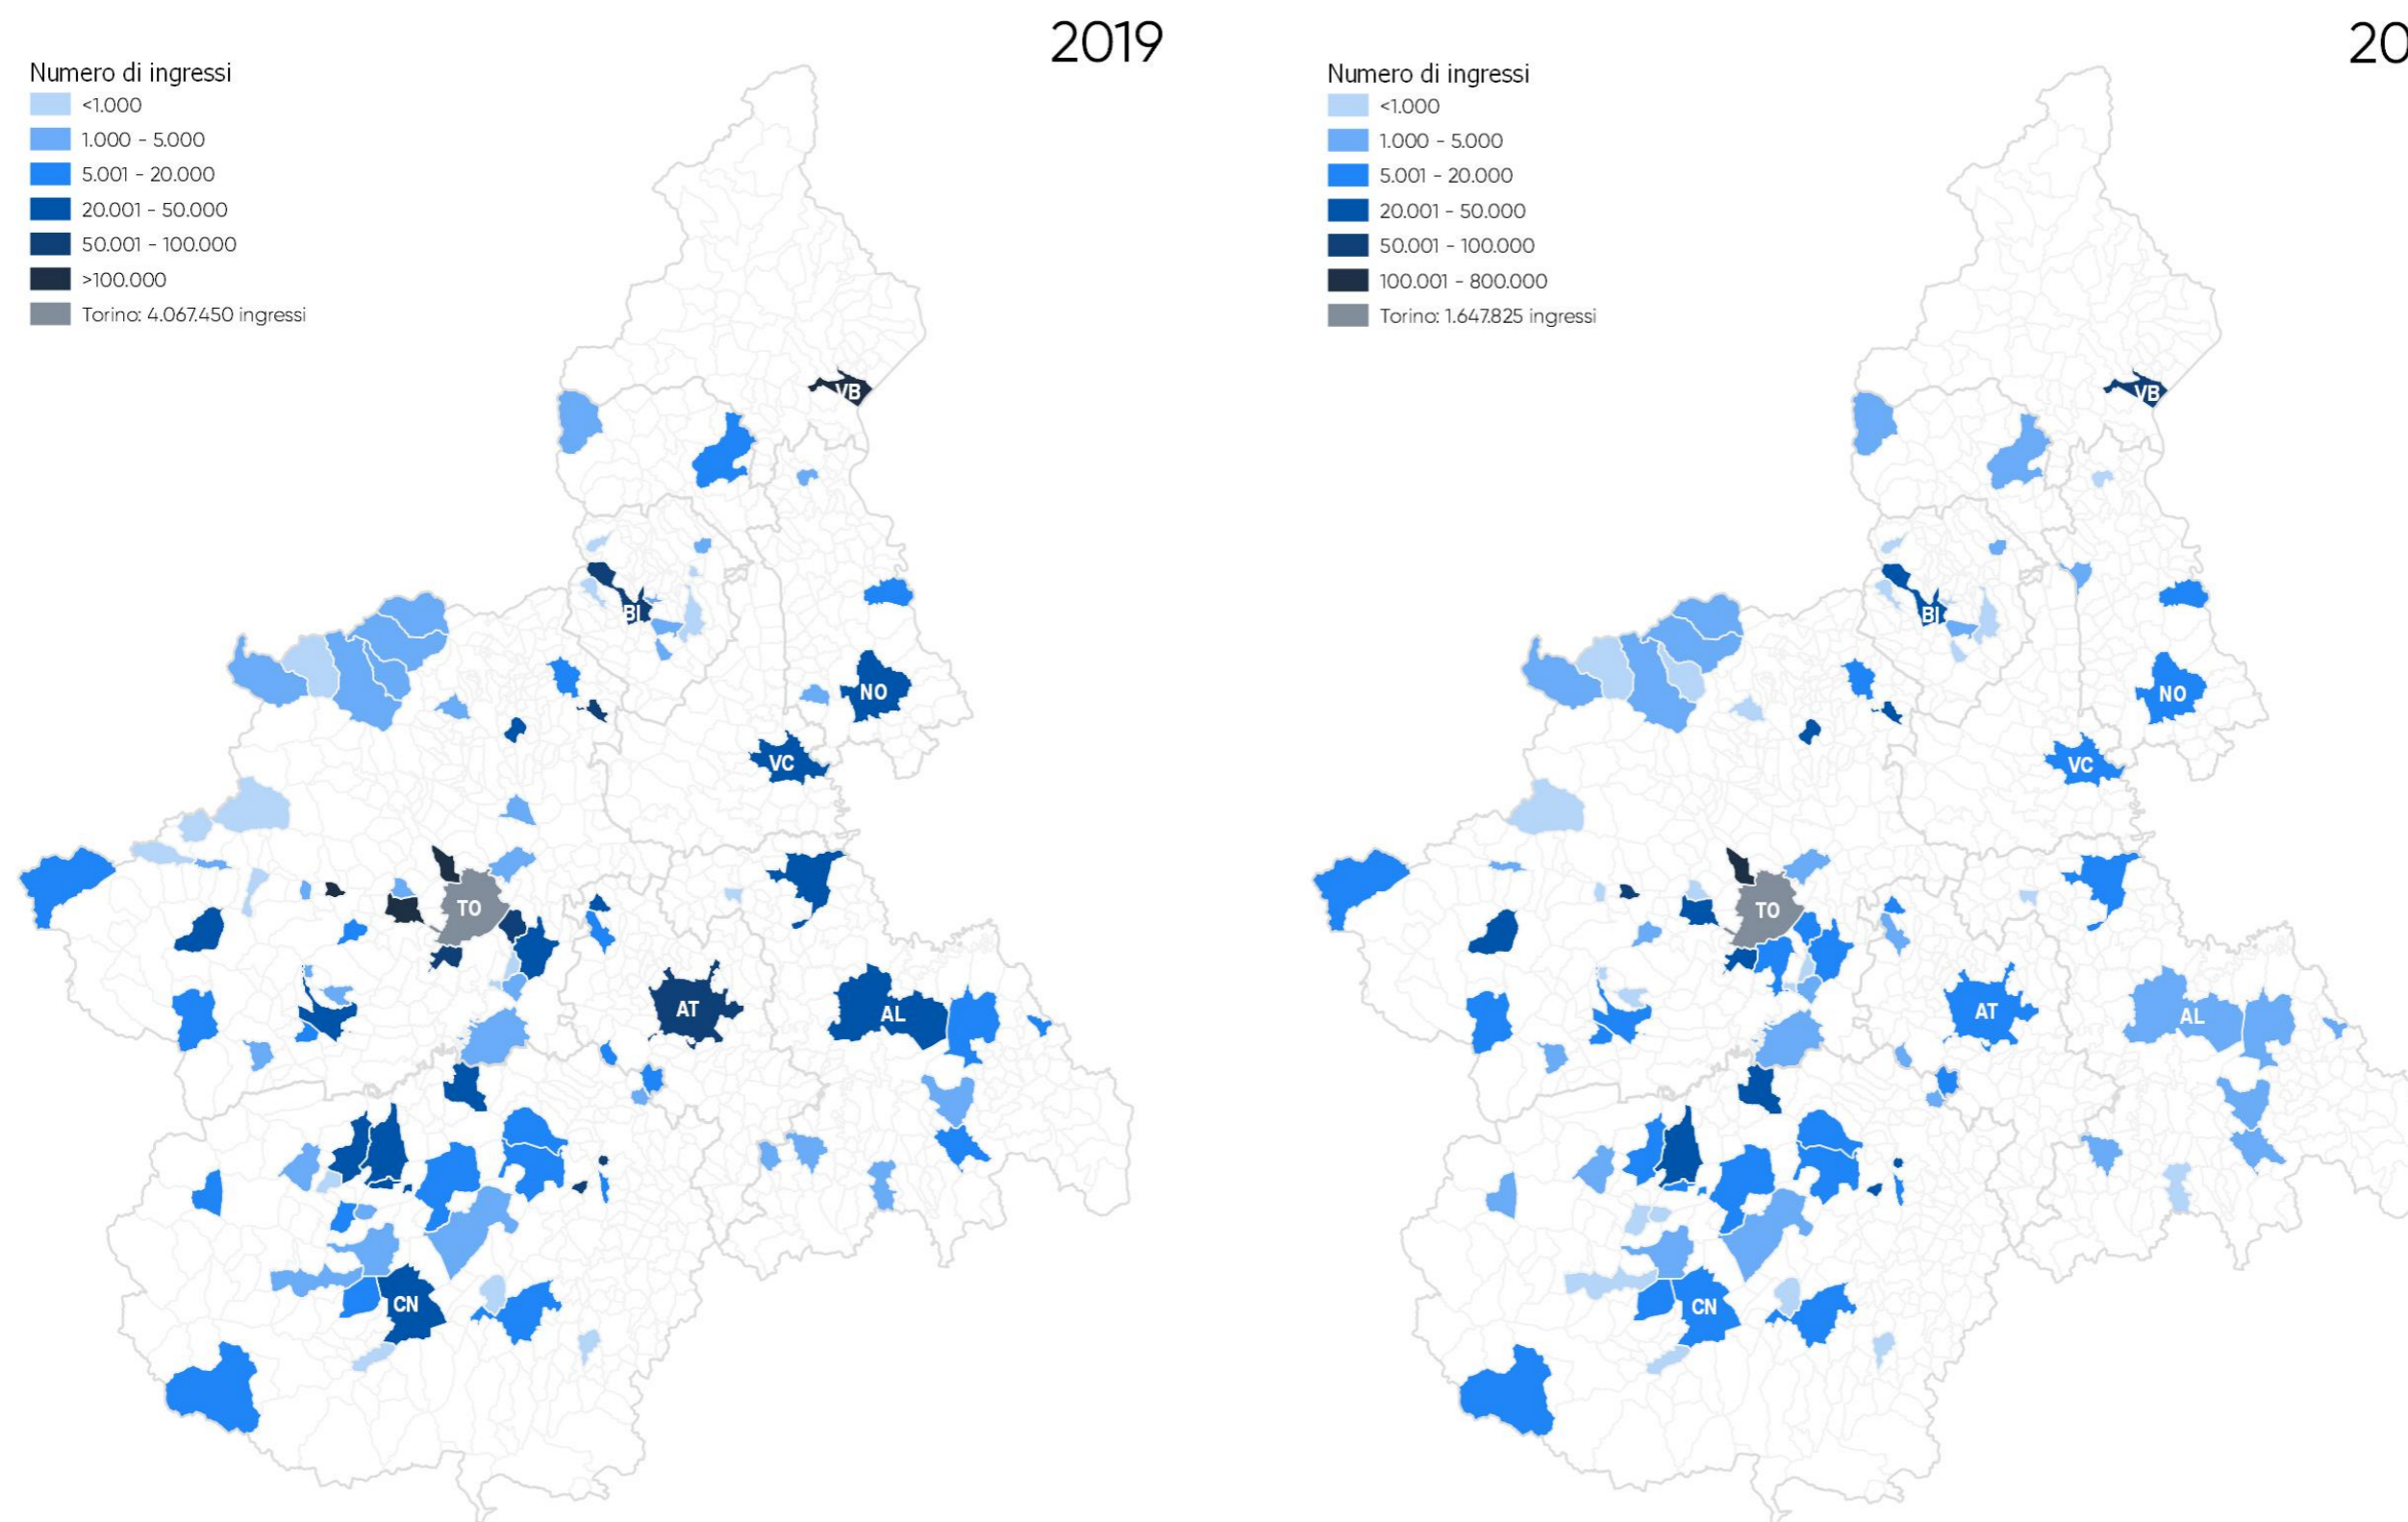 2019
Numero di ingressi
<1.000
1.000 - 5.000
5.001 - 20.000
20.001 - 50.000
50.001 - 100.000
>100.000
Torino: 4.067.450 ingressi
VB
BI
NO
VC
TO
AT
AL
CN
20
Numero di ingressi
<1.000
1.000 - 5.000
5.001 - 20.000
20.001 - 50.000
50.001 - 100.000
100.001 - 800.000
Torino: 1.647.825 ingressi
VB
BI
NO
VC
TO
AT
AL
CN